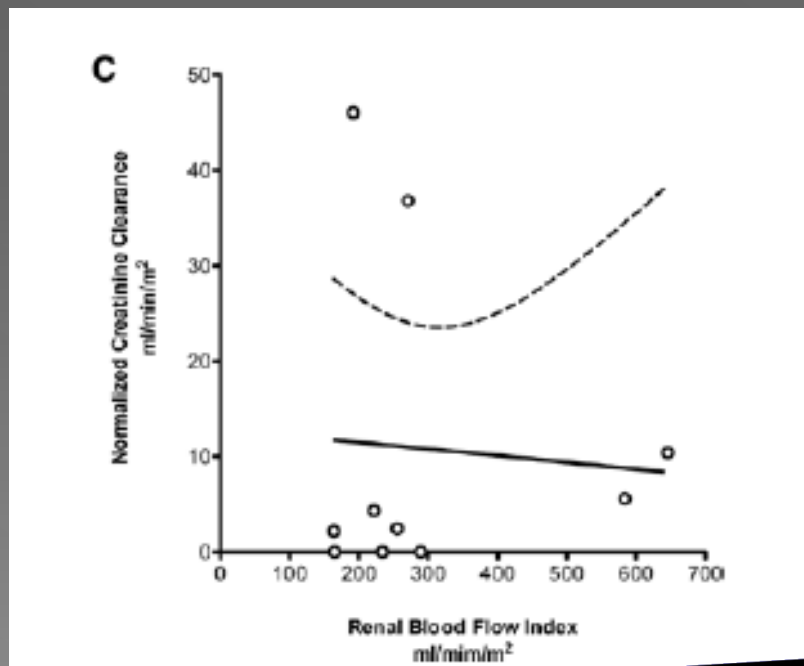 C
50
40
30
20
10
0
Normalized Creatinine Clearance
ml/min/m²
0 100 200 300 400 500 600 700
Renal Blood Flow Index
ml/mim/m²